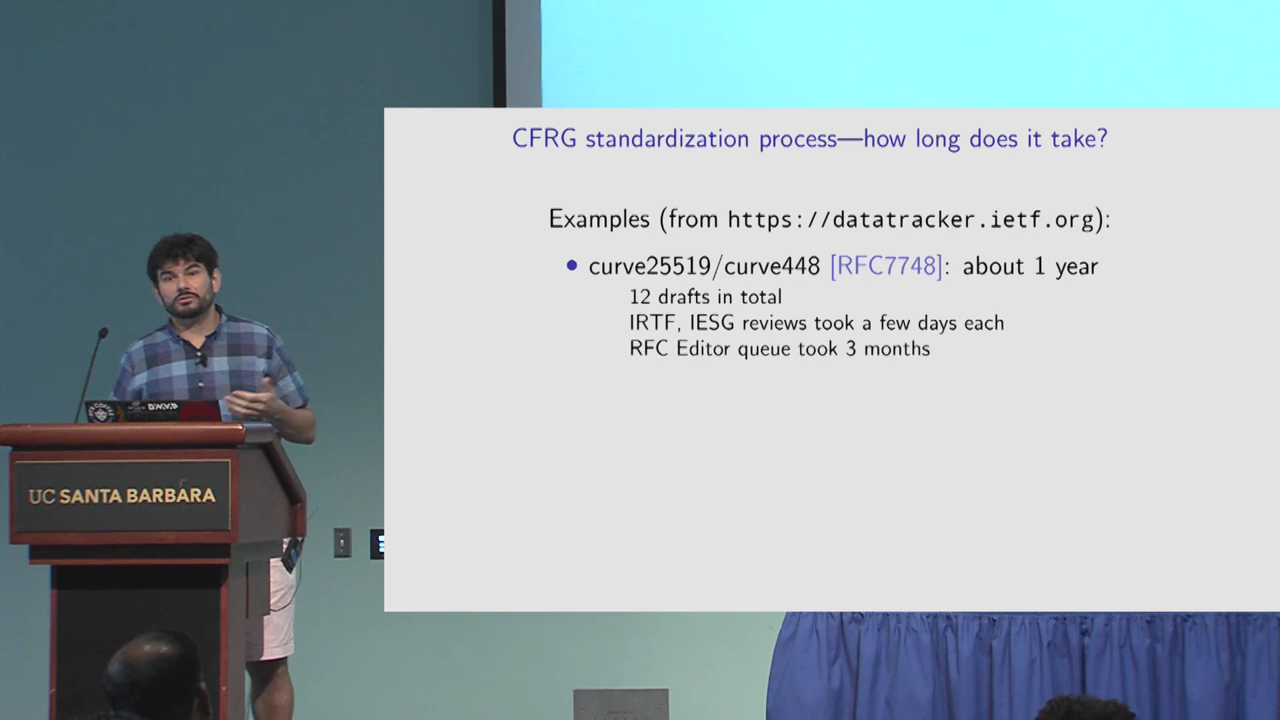 CFRG standardization process—how long does it take?
Examples (from https://datatracker.ietf.org):
• curve25519/curve448 [RFC7748]: about 1 year
12 drafts in total
IRTF, IESG reviews took a few days each
RFC Editor queue took 3 months
UC SANTA BARBARA